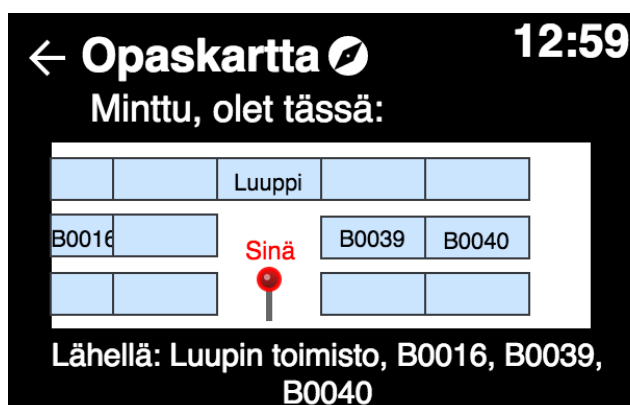 ← Opaskartta
12:59
Minttu, olet tässä:
Luuppi
B0016
Sinä
B0039
B0040
Lähellä: Luupin toimisto, B0016, B0039,
B0040